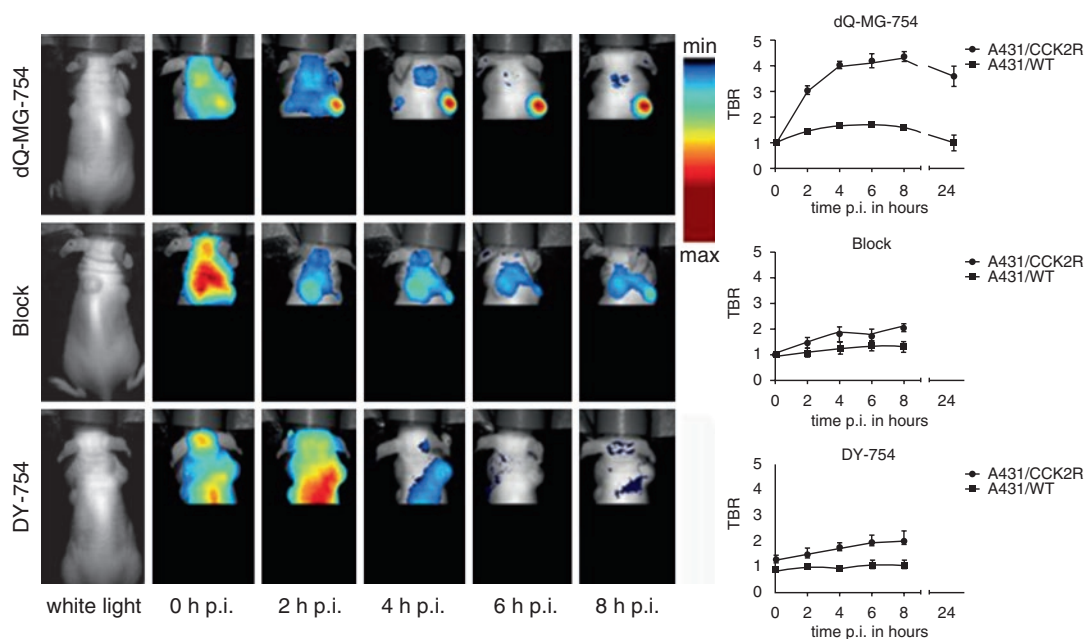 dQ-MG-754
Block
DY-754
white light
0 h p.i.
2 h p.i.
4 h p.i.
6 h p.i.
8 h p.i.
min
max
dQ-MG-754
A431/CCK2R
A431/WT
TBR
5
4
3
2
1
0
0 2 4 6 8 24
time p.i. in hours
Block
A431/CCK2R
A431/WT
TBR
5
4
3
2
1
0
0 2 4 6 8 24
time p.i. in hours
DY-754
A431/CCK2R
A431/WT
TBR
5
4
3
2
1
0
0 2 4 6 8 24
time p.i. in hours